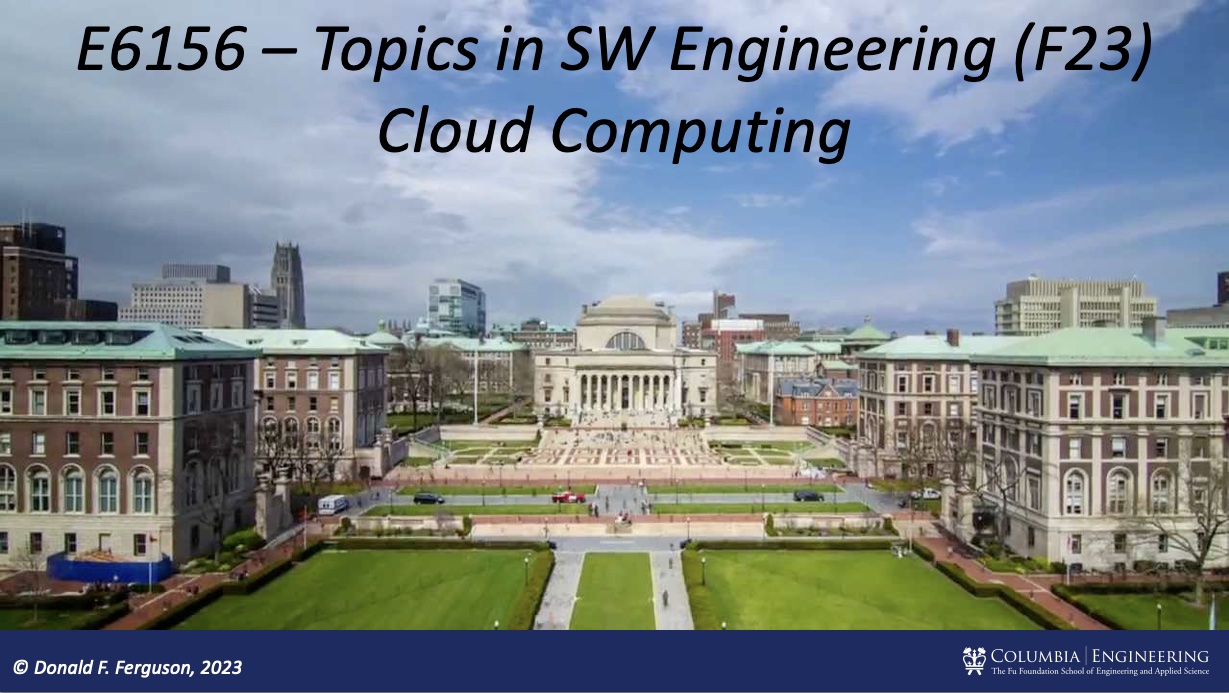 E6156 – Topics in SW Engineering (F23)
Cloud Computing
© Donald F. Ferguson, 2023
COLUMBIA | ENGINEERING
The Fu Foundation School of Engineering and Applied Science